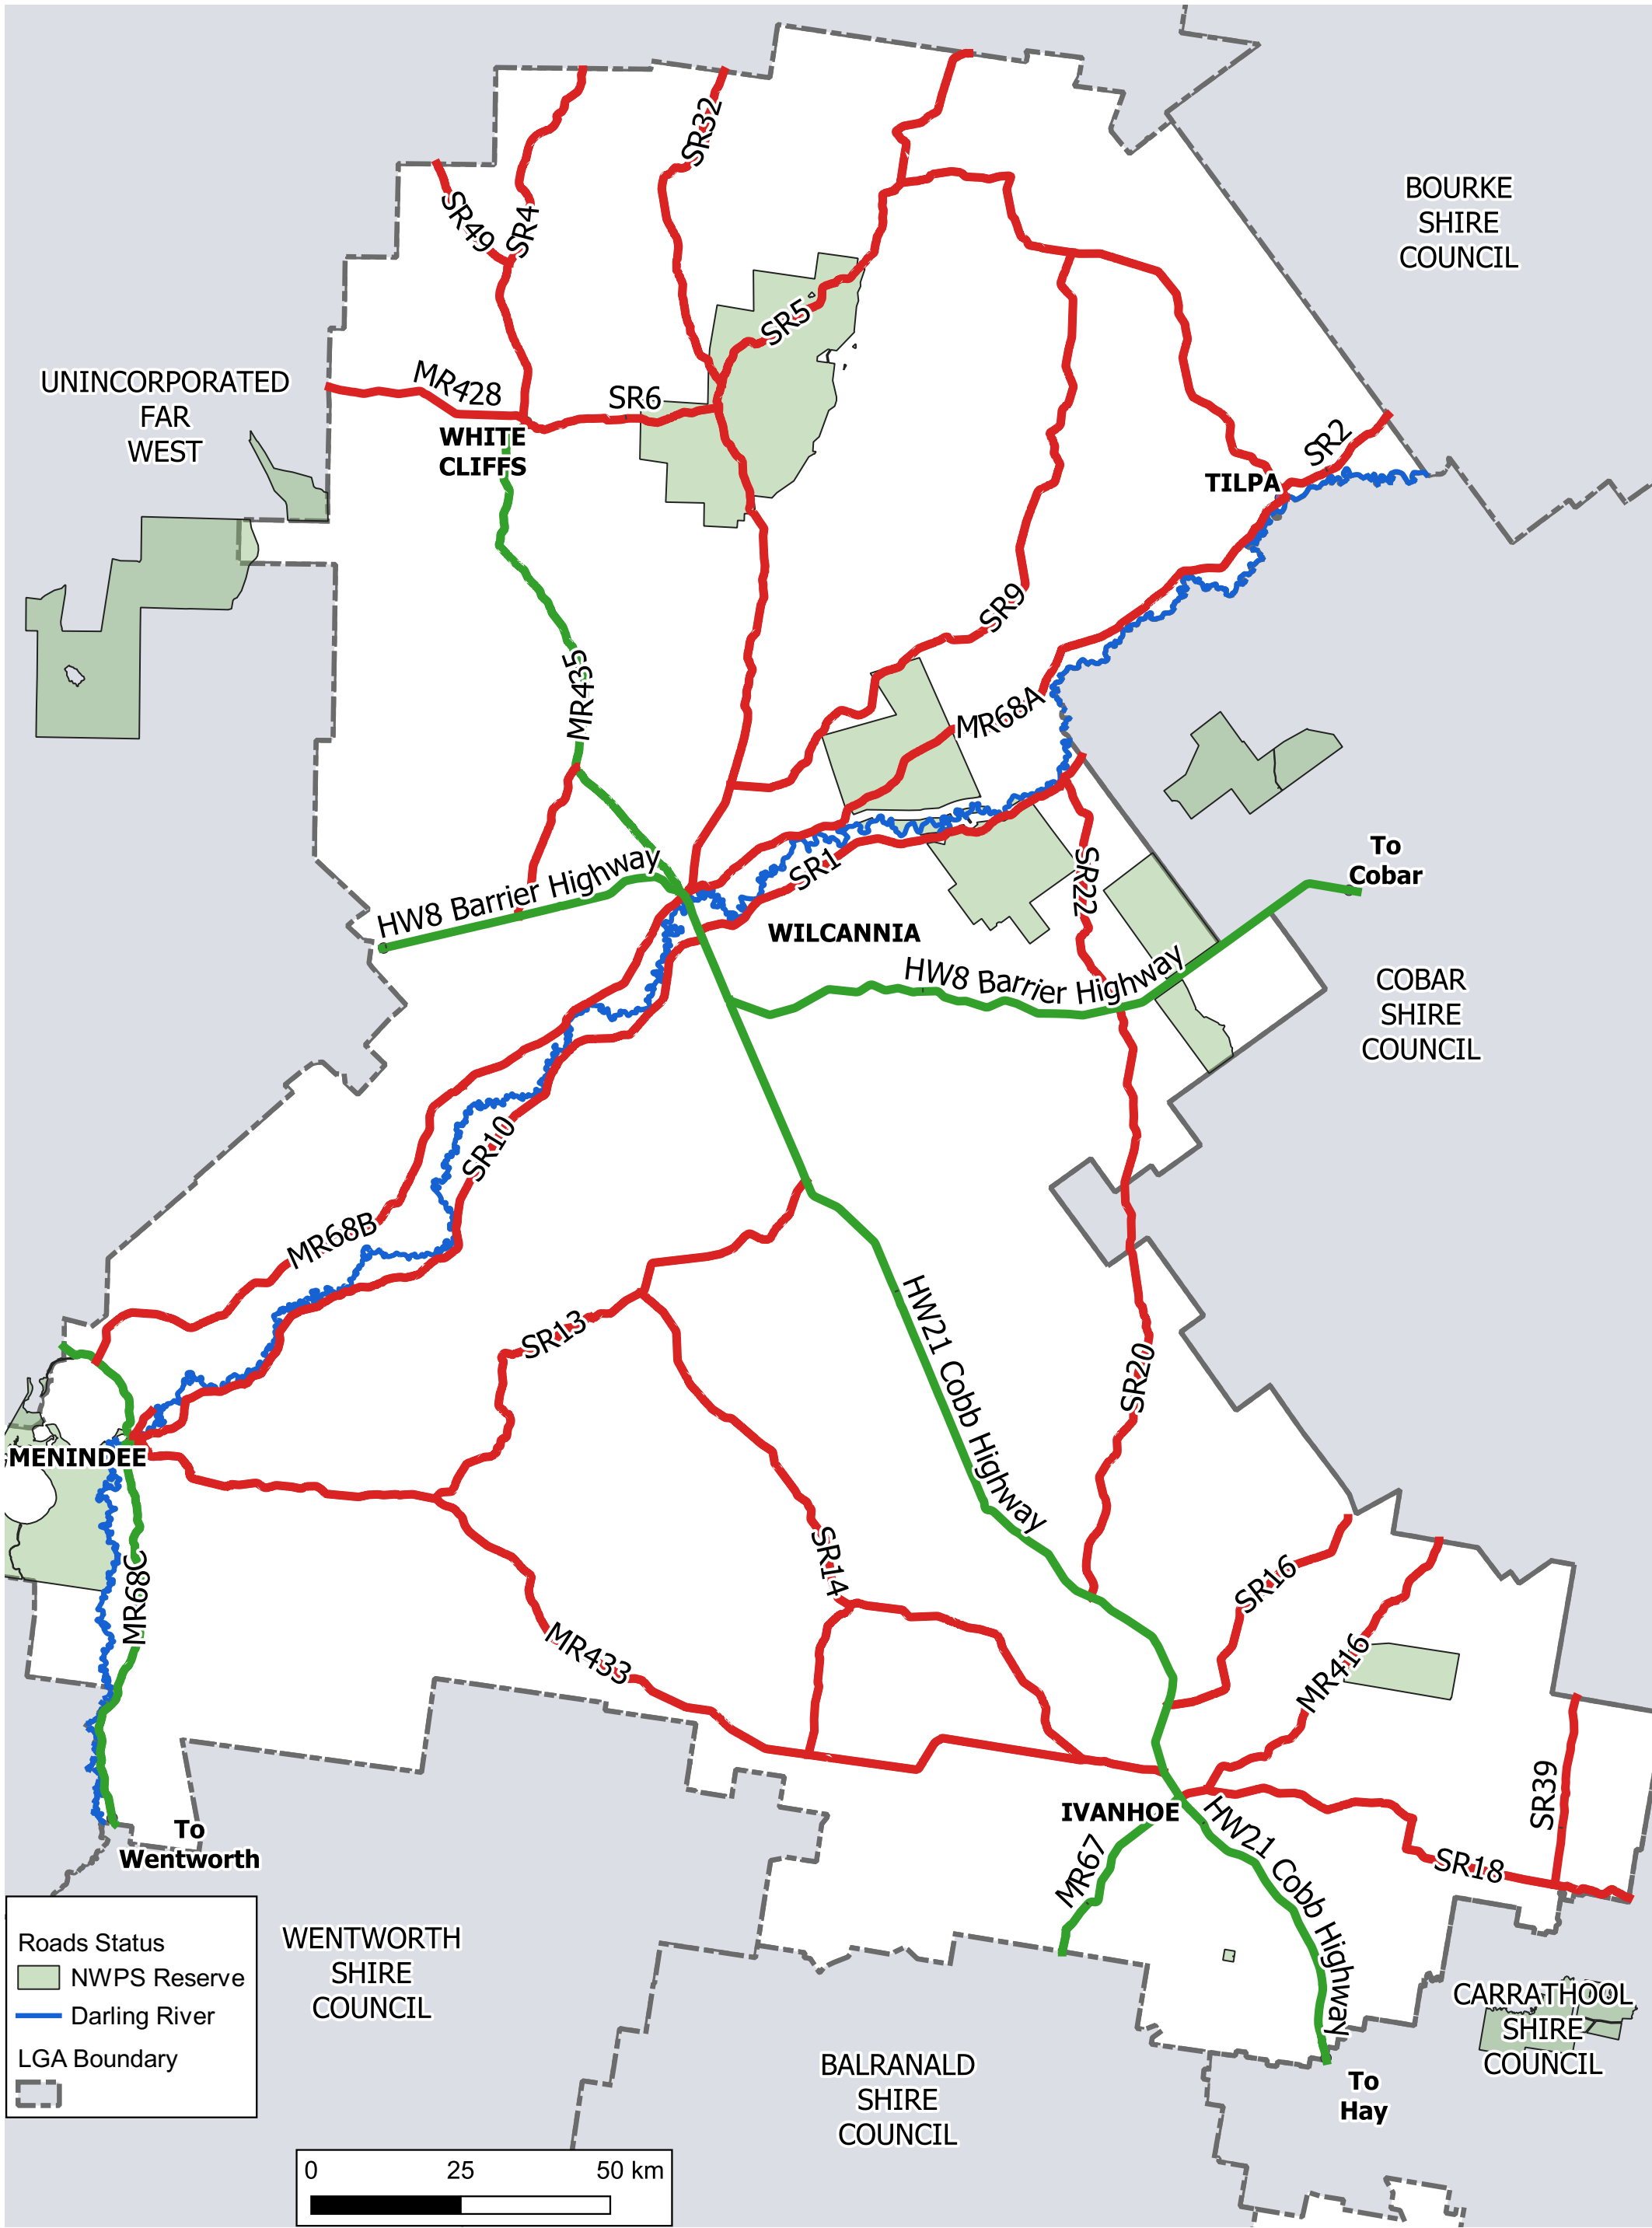 SR32
SR49
SR4
BOURKE
SHIRE
COUNCIL
SR5
UNINCORPORATED
FAR
WEST
MR428
SR6
WHITE
CLIFFS
SR2
TILPA
SR9
MR435
MR68A
To
Cobar
HW8 Barrier Highway
SR1
SR22
WILCANNIA
HW8 Barrier Highway
COBAR
SHIRE
COUNCIL
SR10
MR68B
HW21 Cobb Highway
SR13
SR20
MENINDEE
SR14
SR16
MR68C
MR433
MR416
SR39
IVANHOE
HW21 Cobb Highway
To
Wentworth
MR67
SR18
Roads Status
NWPS Reserve
Darling River
LGA Boundary
WENTWORTH
SHIRE
COUNCIL
CARRATHOOL
SHIRE
COUNCIL
BALRANALD
SHIRE
COUNCIL
To
Hay
0 25 50 km